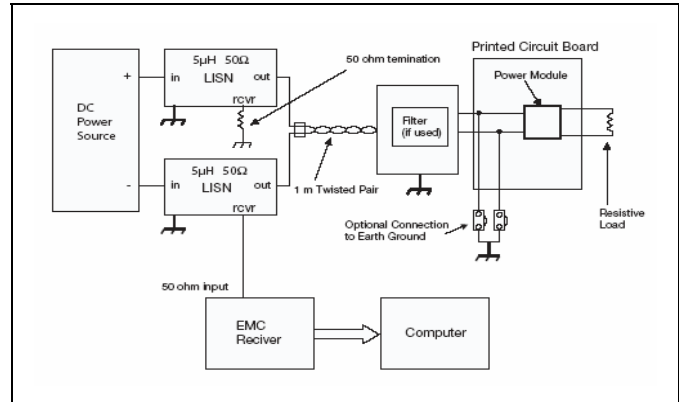 50 ohm temination
Printed Circuit Board
5µH 50Ω
in LISN out
rcvr
Power Module
+
DC
Power
Source
Filter
(if used)
-
5µH 50Ω
in LISN out
rcvr
1 m Twisted Pair
Optional Connection
to Earth Ground
Resistive
Load
50 ohm input
EMC
Reciver
Computer